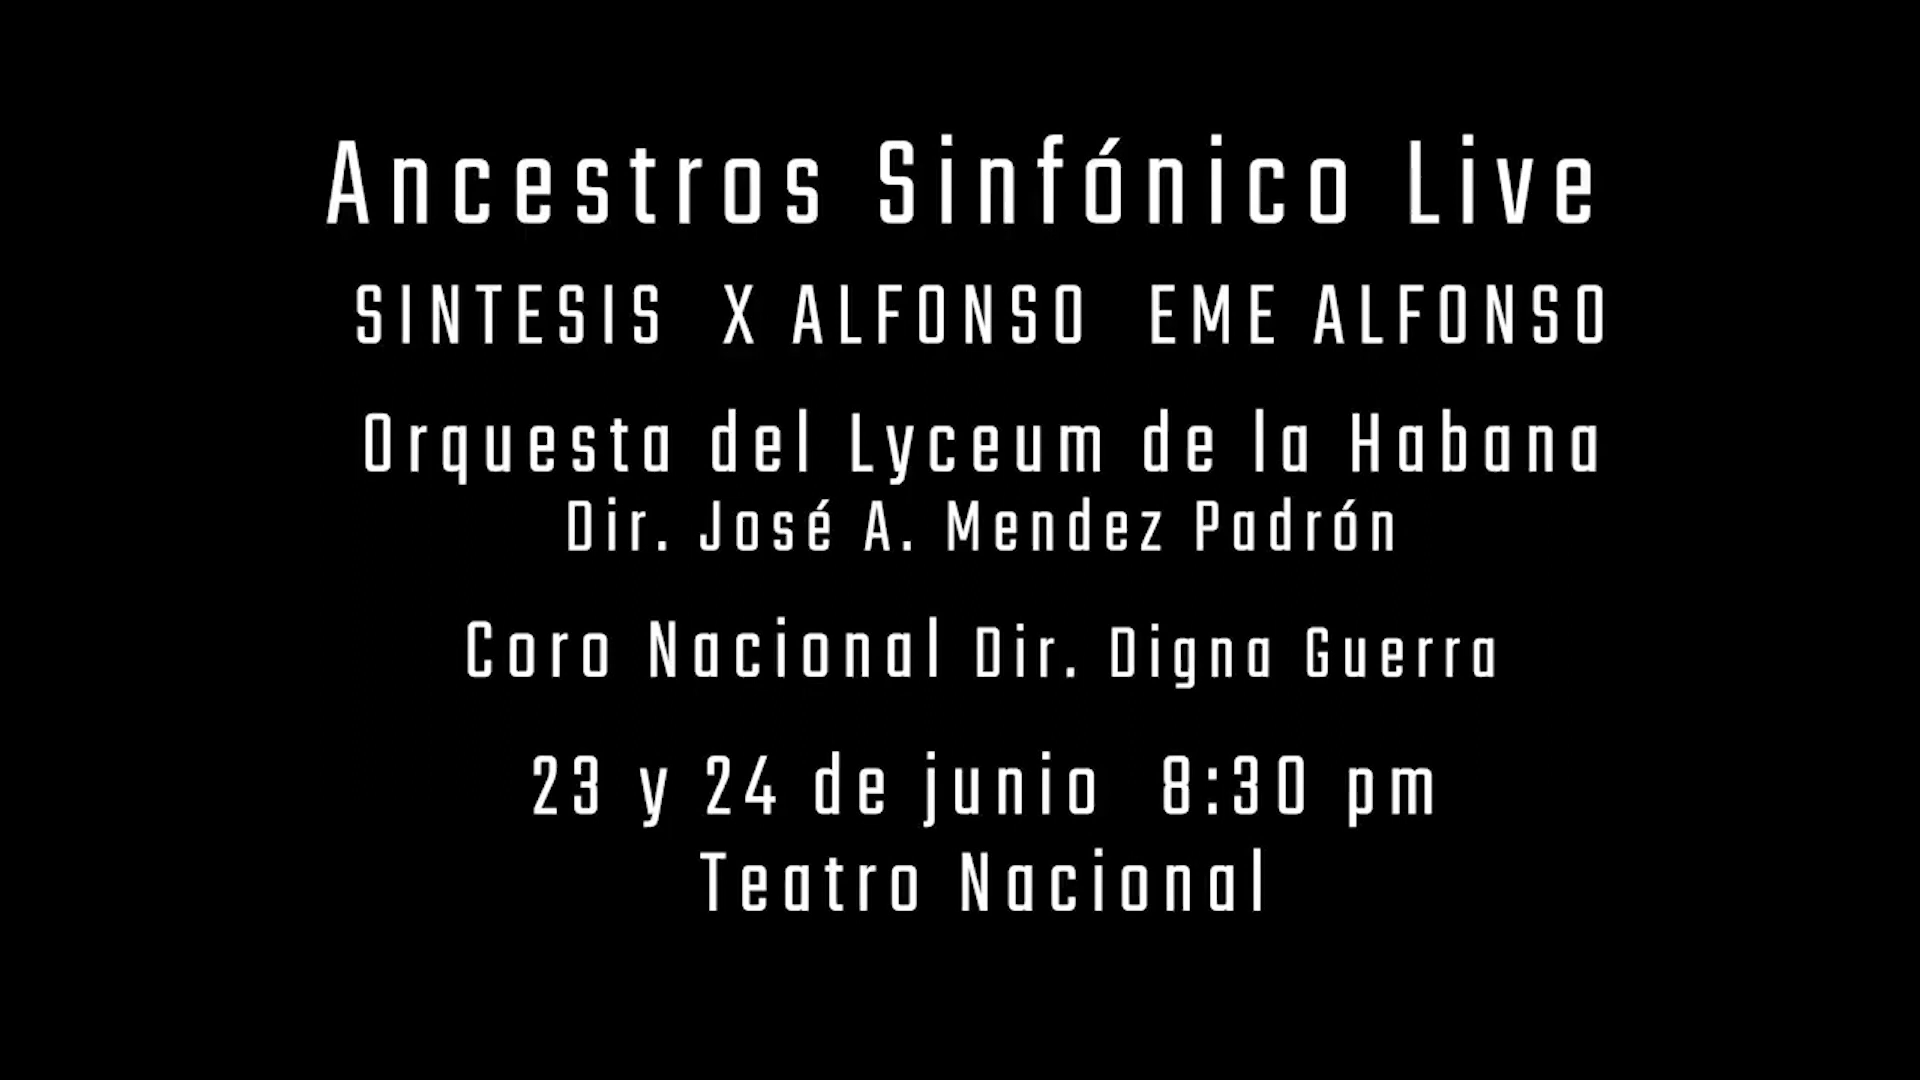 Ancestros Sinfónico Live
SINTESIS X ALFONSO EME ALFONSO
Orquesta del Lyceum de la Habana
Dir. José A. Mendez Padrón
Coro Nacional Dir. Digna Guerra
23 y 24 de junio 8:30 pm
Teatro Nacional